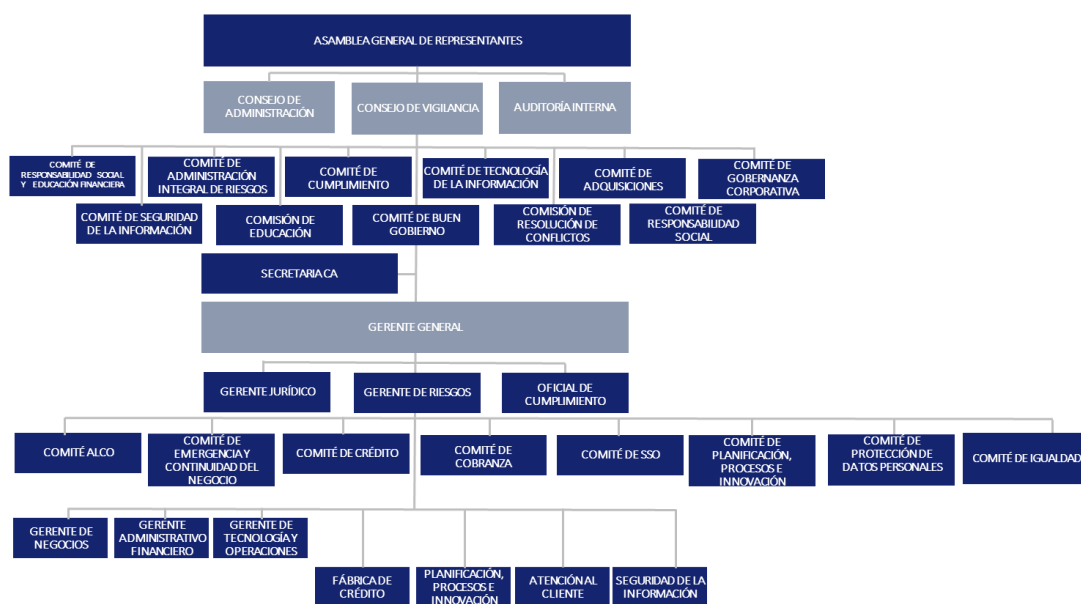 ASAMBLEA GENERAL DE REPRESENTANTES
CONSEJO DE
ADMINISTRACIÓN
CONSEJO DE VIGILANCIA
AUDITORÍA INTERNA
COMITÉ DE
RESPONSABILIDAD SOCIAL
Y EDUCACIÓN FINANCIERA
COMITÉ DE
ADMINISTRACIÓN
INTEGRAL DE RIESGOS
COMITÉ DE
CUMPLIMIENTO
COMITÉ DE TECNOLOGÍA
DE LA INFORMACIÓN
COMITÉ DE
ADQUISICIONES
COMITÉ DE
GOBERNANZA
CORPORATIVA
COMITÉ DE SEGURIDAD
DE LA INFORMACIÓN
COMISIÓN DE
EDUCACIÓN
COMITÉ DE BUEN
GOBIERNO
COMISIÓN DE
RESOLUCIÓN DE
CONFLICTOS
COMITÉ DE
RESPONSABILIDAD
SOCIAL
SECRETARIA CA
GERENTE GENERAL
GERENTE JURÍDICO
GERENTE DE RIESGOS
OFICIAL DE
CUMPLIMIENTO
COMITÉ ALCO
COMITÉ DE
EMERGENCIA Y
CONTINUIDAD DEL
NEGOCIO
COMITÉ DE CRÉDITO
COMITÉ DE
COBRANZA
COMITÉ DE SSO
COMITÉ DE
PLANIFICACIÓN,
PROCESOS E
INNOVACIÓN
COMITÉ DE
PROTECCIÓN DE
DATOS PERSONALES
COMITÉ DE IGUALDAD
GERENTE DE
NEGOCIOS
GERENTE
ADMINISTRATIVO
FINANCIERO
GERENTE DE
TECNOLOGÍA Y
OPERACIONES
FÁBRICA DE
CRÉDITO
PLANIFICACIÓN,
PROCESOS E
INNOVACIÓN
ATENCIÓN AL
CLIENTE
SEGURIDAD DE LA
INFORMACIÓN